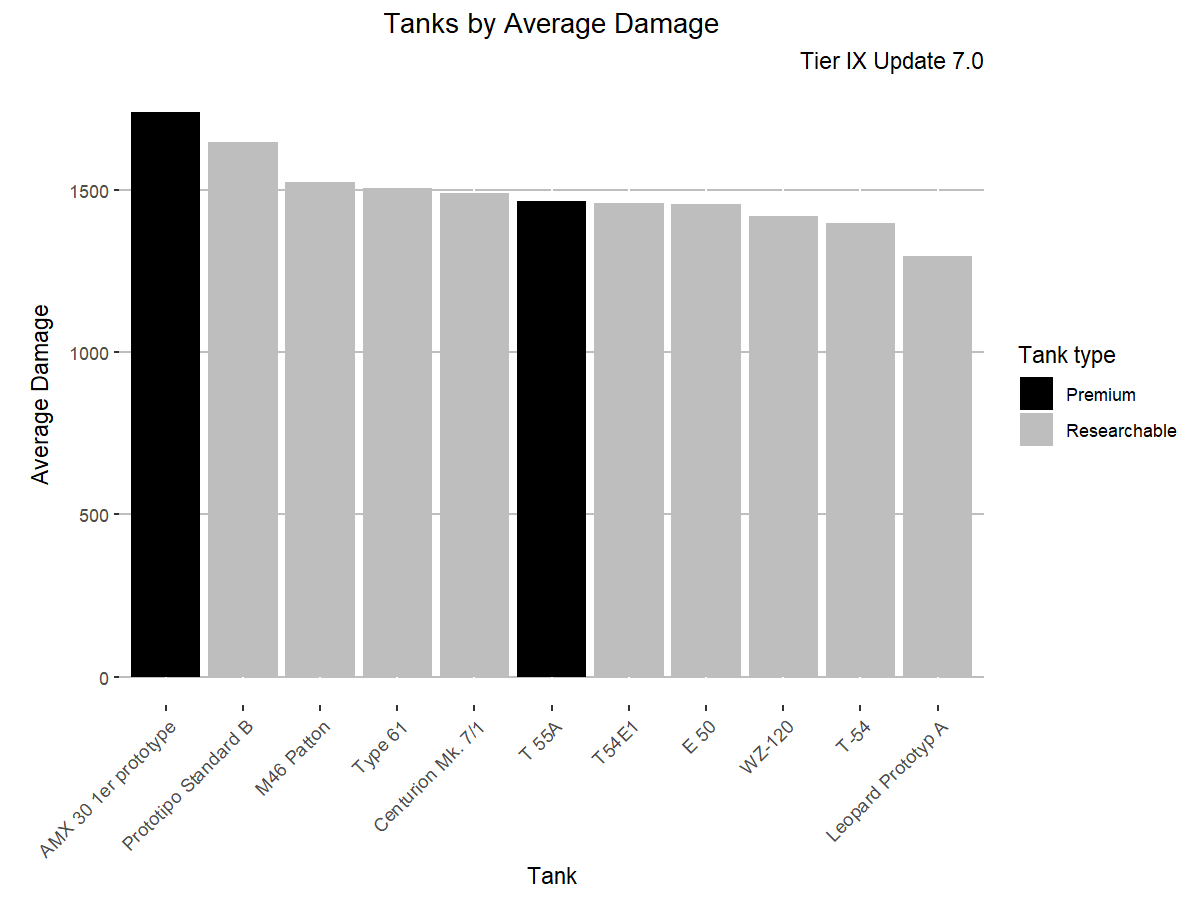 Tanks by Average Damage
Tier IX Update 7.0
Average Damage
1500
1000
500
0
AMX 30 1er prototype
Prototipo Standard B
M46 Patton
Type 61
Centurion Mk. 7/1
T 55A
T54E1
E 50
WZ-120
T-54
Leopard Prototyp A
Tank
Tank type
Premium
Researchable